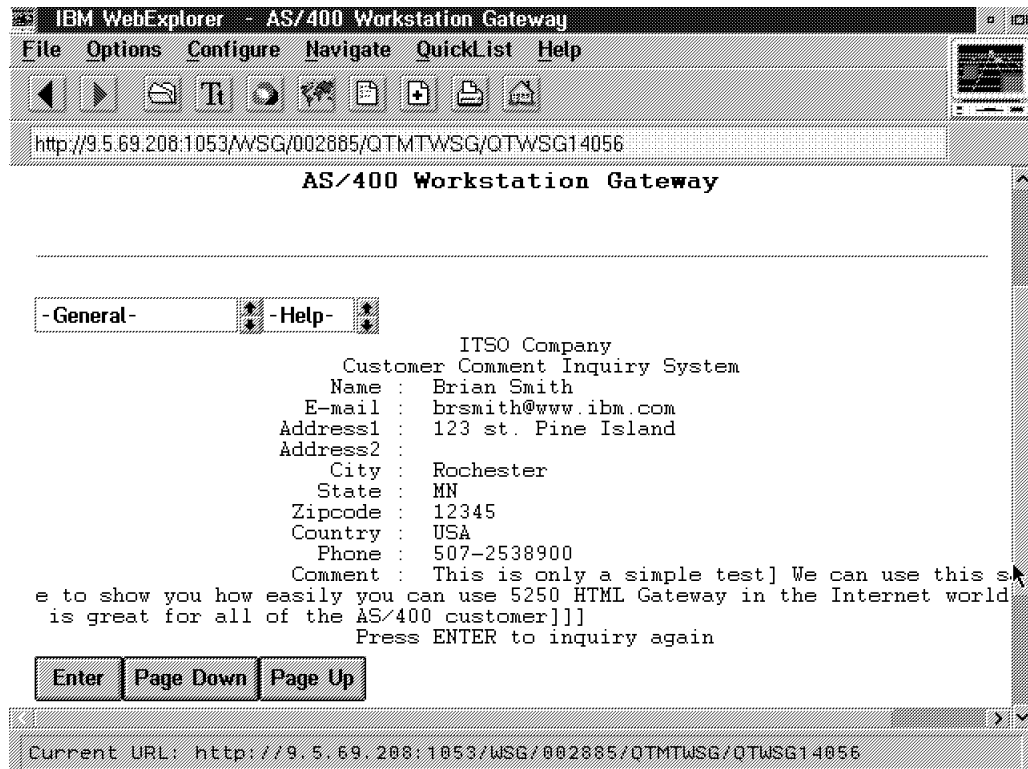 IBM WebExplorer - AS/400 Workstation Gateway
File Options Configure Navigate QuickList Help
http://9.5.69.208:1053/WSG/002885/QTMTWSG/QTWSG14056
AS/400 Workstation Gateway
-General- -Help-
ITSO Company
Customer Comment Inquiry System
Name : Brian Smith
E-mail : brsmith@www.ibm.com
Address1 : 123 st. Pine Island
Address2 :
City : Rochester
State : MN
Zipcode : 12345
Country : USA
Phone : 507-2538900
Comment : This is only a simple test] We can use this s
e to show you how easily you can use 5250 HTML Gateway in the Internet world
is great for all of the AS/400 customer]]]
Press ENTER to inquiry again
Enter Page Down Page Up
Current URL: http://9.5.69.208:1053/WSG/002885/QTMTWSG/QTWSG14056